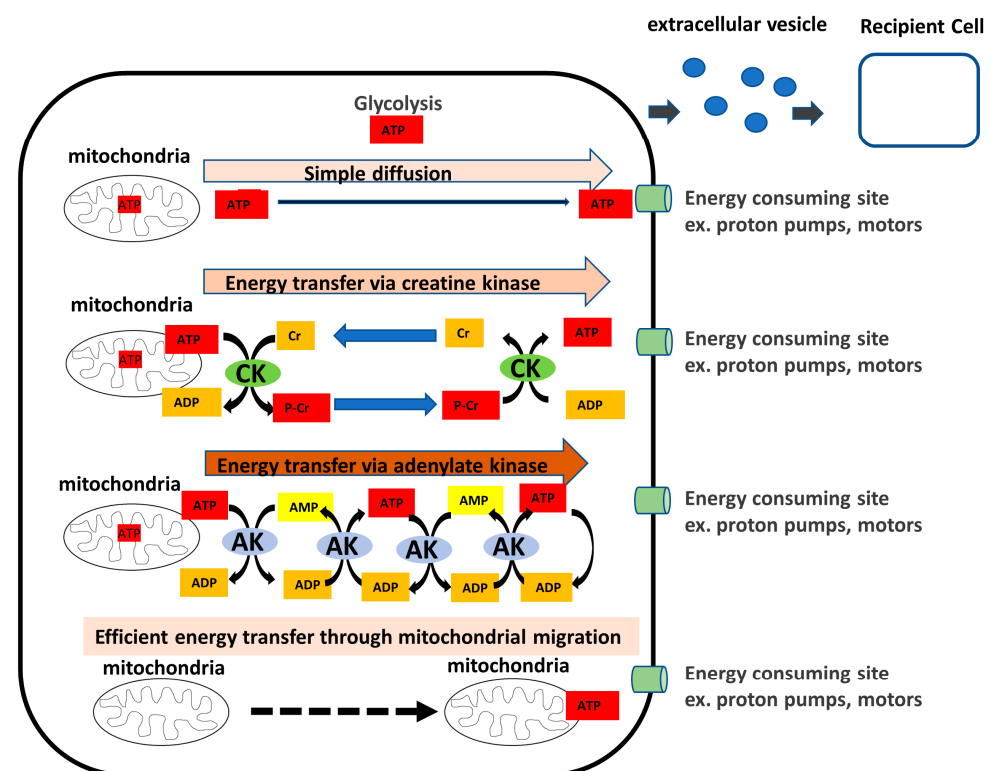 extracellular vesicle
Recipient Cell
Glycolysis
ATP
mitochondria
Simple diffusion
ATP
ATP
ATP
Energy consuming site
ex. proton pumps, motors
Energy transfer via creatine kinase
mitochondria
ATP
ATP
Cr
Cr
ATP
CK
CK
ADP
P-Cr
P-Cr
ADP
Energy consuming site
ex. proton pumps, motors
Energy transfer via adenylate kinase
mitochondria
ATP
ATP
AMP
ATP
AMP
ATP
AK
AK
AK
AK
ADP
ADP
ADP
ADP
ADP
Energy consuming site
ex. proton pumps, motors
Efficient energy transfer through mitochondrial migration
mitochondria
mitochondria
ATP
Energy consuming site
ex. proton pumps, motors